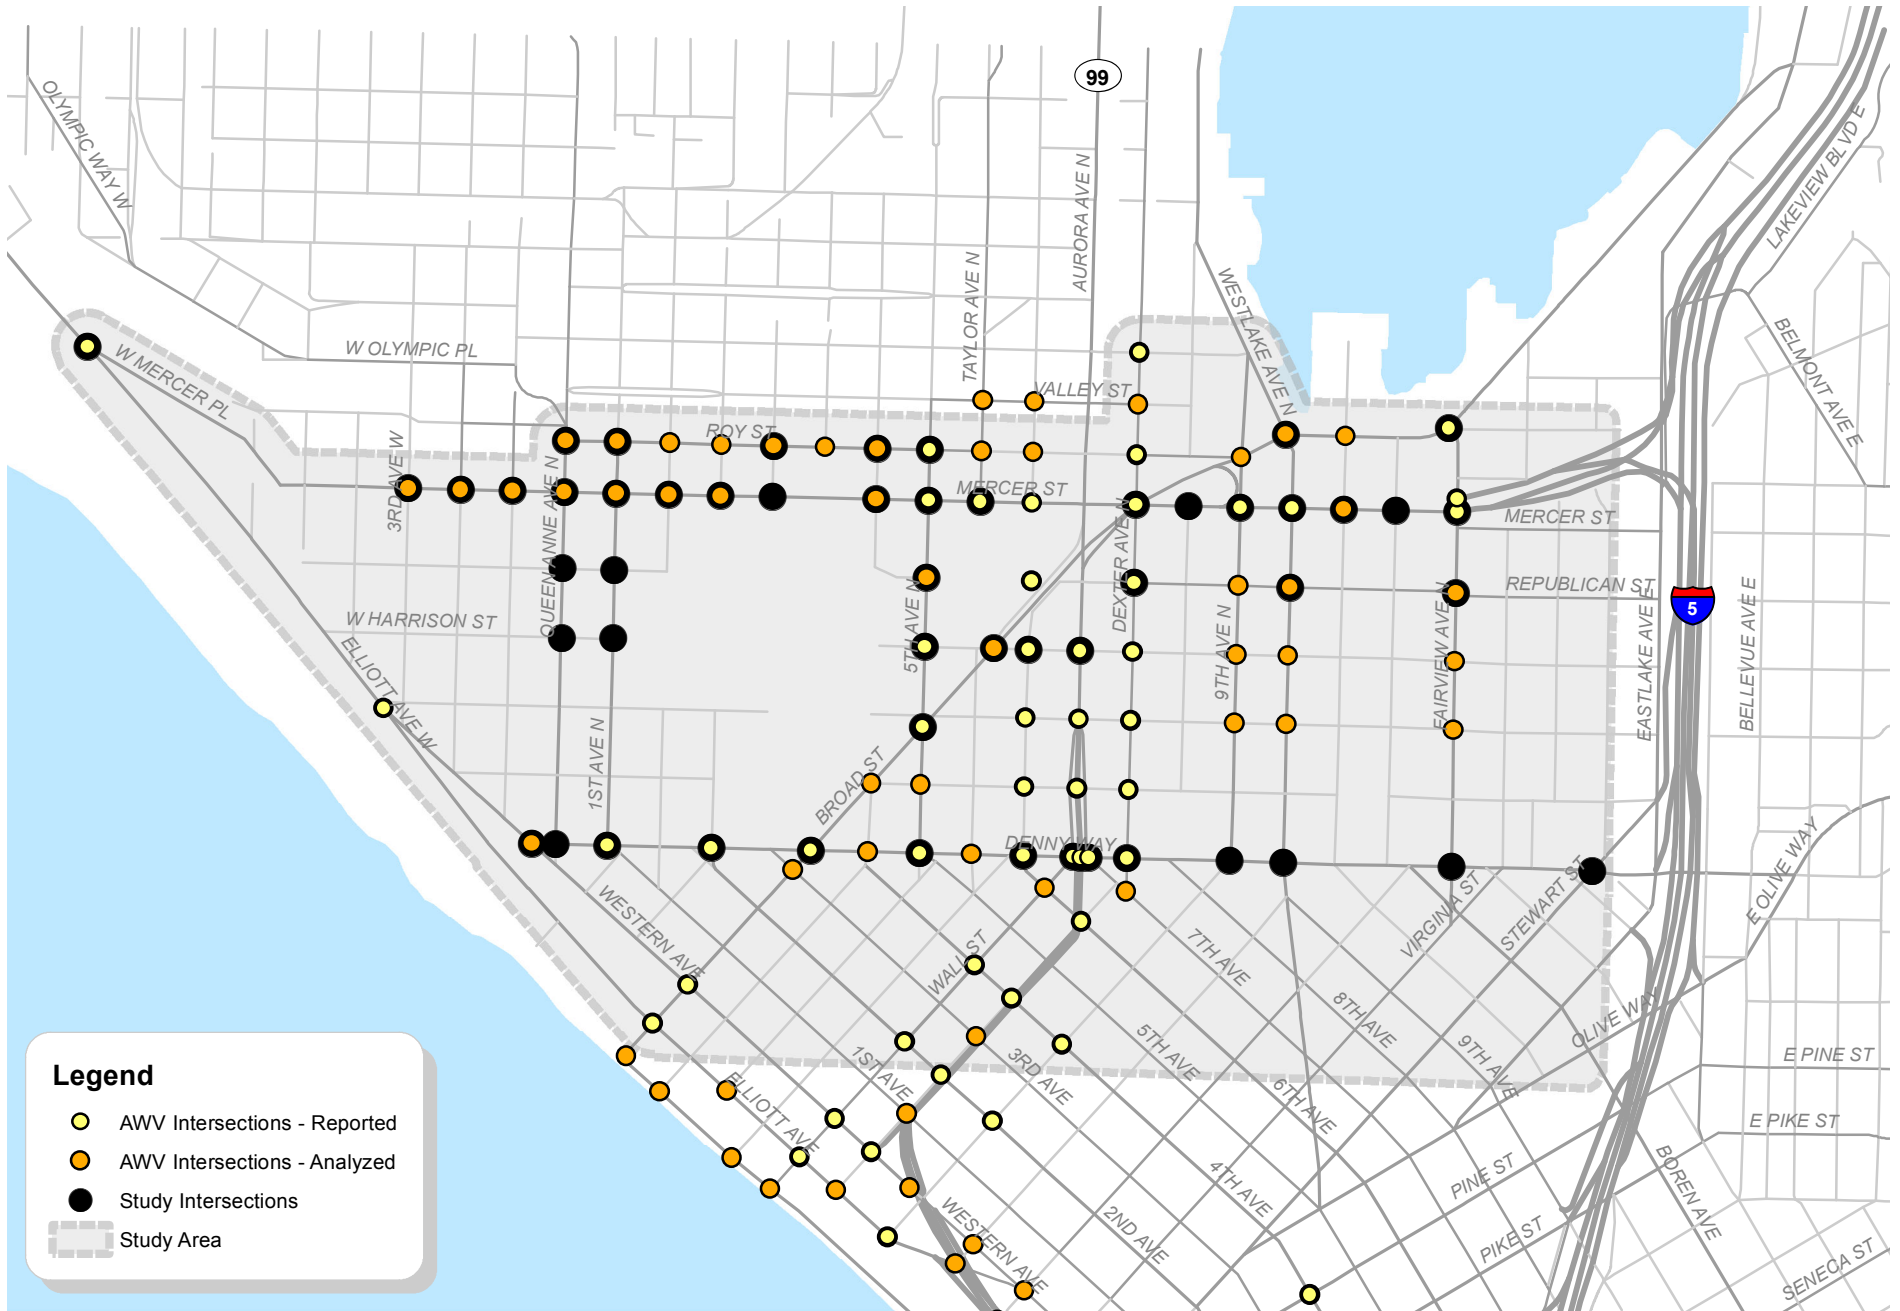 99
OLYMPIC WAY W
AURORA AVE N
LAKEVIEW BLVD E
TAYLOR AVE N
WESTLAKE AVE N
BELMONT AVE E
W OLYMPIC PL
W MERCER PL
VALLEY ST
ROY ST
3RD AVE W
QUEEN ANNE AVE N
MERCER ST
MERCER ST
DEXTER AVE N
5TH AVE N
9TH AVE N
FAIRVIEW AVE N
REPUBLICAN ST
EASTLAKE AVE E
5
BELLEVUE AVE E
W HARRISON ST
ELLIOTT AVE W
1ST AVE N
BROAD ST
DENNY WAY
WESTERN AVE
WALL ST
7TH AVE
VIRGINIA ST
STEWART ST
E OLIVE WAY
8TH AVE
OLIVE WAY
5TH AVE
9TH AVE
1ST AVE
3RD AVE
6TH AVE
E PINE ST
ELLIOTT AVE
E PIKE ST
4TH AVE
PINE ST
BOREN AVE
2ND AVE
WESTERN AVE
PIKE ST
SENECA ST
Legend
AWV Intersections - Reported
AWV Intersections - Analyzed
Study Intersections
Study Area